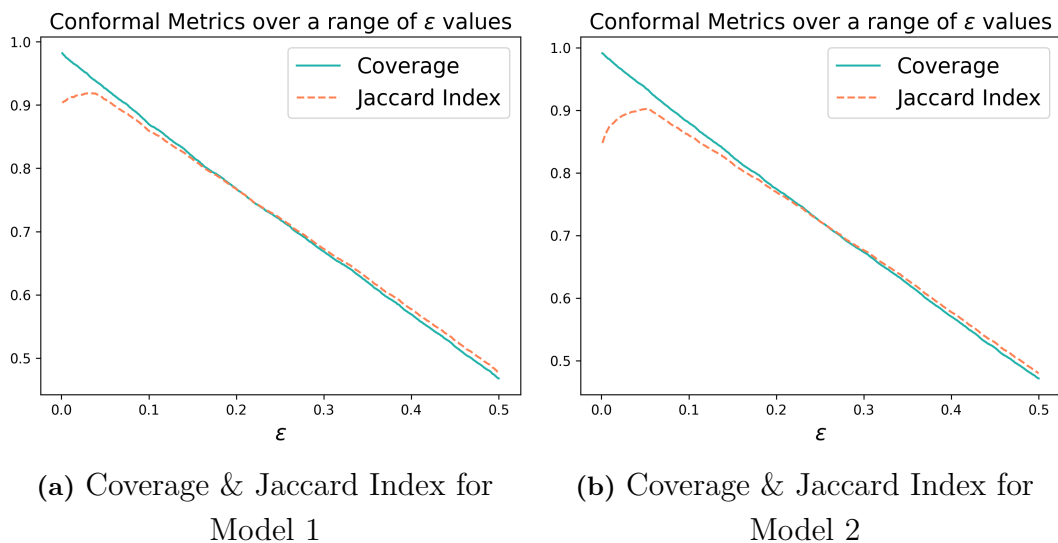 Conformal Metrics over a range of ε values
Coverage
Jaccard Index
1.0
0.9
0.8
0.7
0.6
0.5
0.0 0.1 0.2 0.3 0.4 0.5
ε
(a) Coverage & Jaccard Index for
Model 1
Conformal Metrics over a range of ε values
Coverage
Jaccard Index
1.0
0.9
0.8
0.7
0.6
0.5
0.0 0.1 0.2 0.3 0.4 0.5
ε
(b) Coverage & Jaccard Index for
Model 2